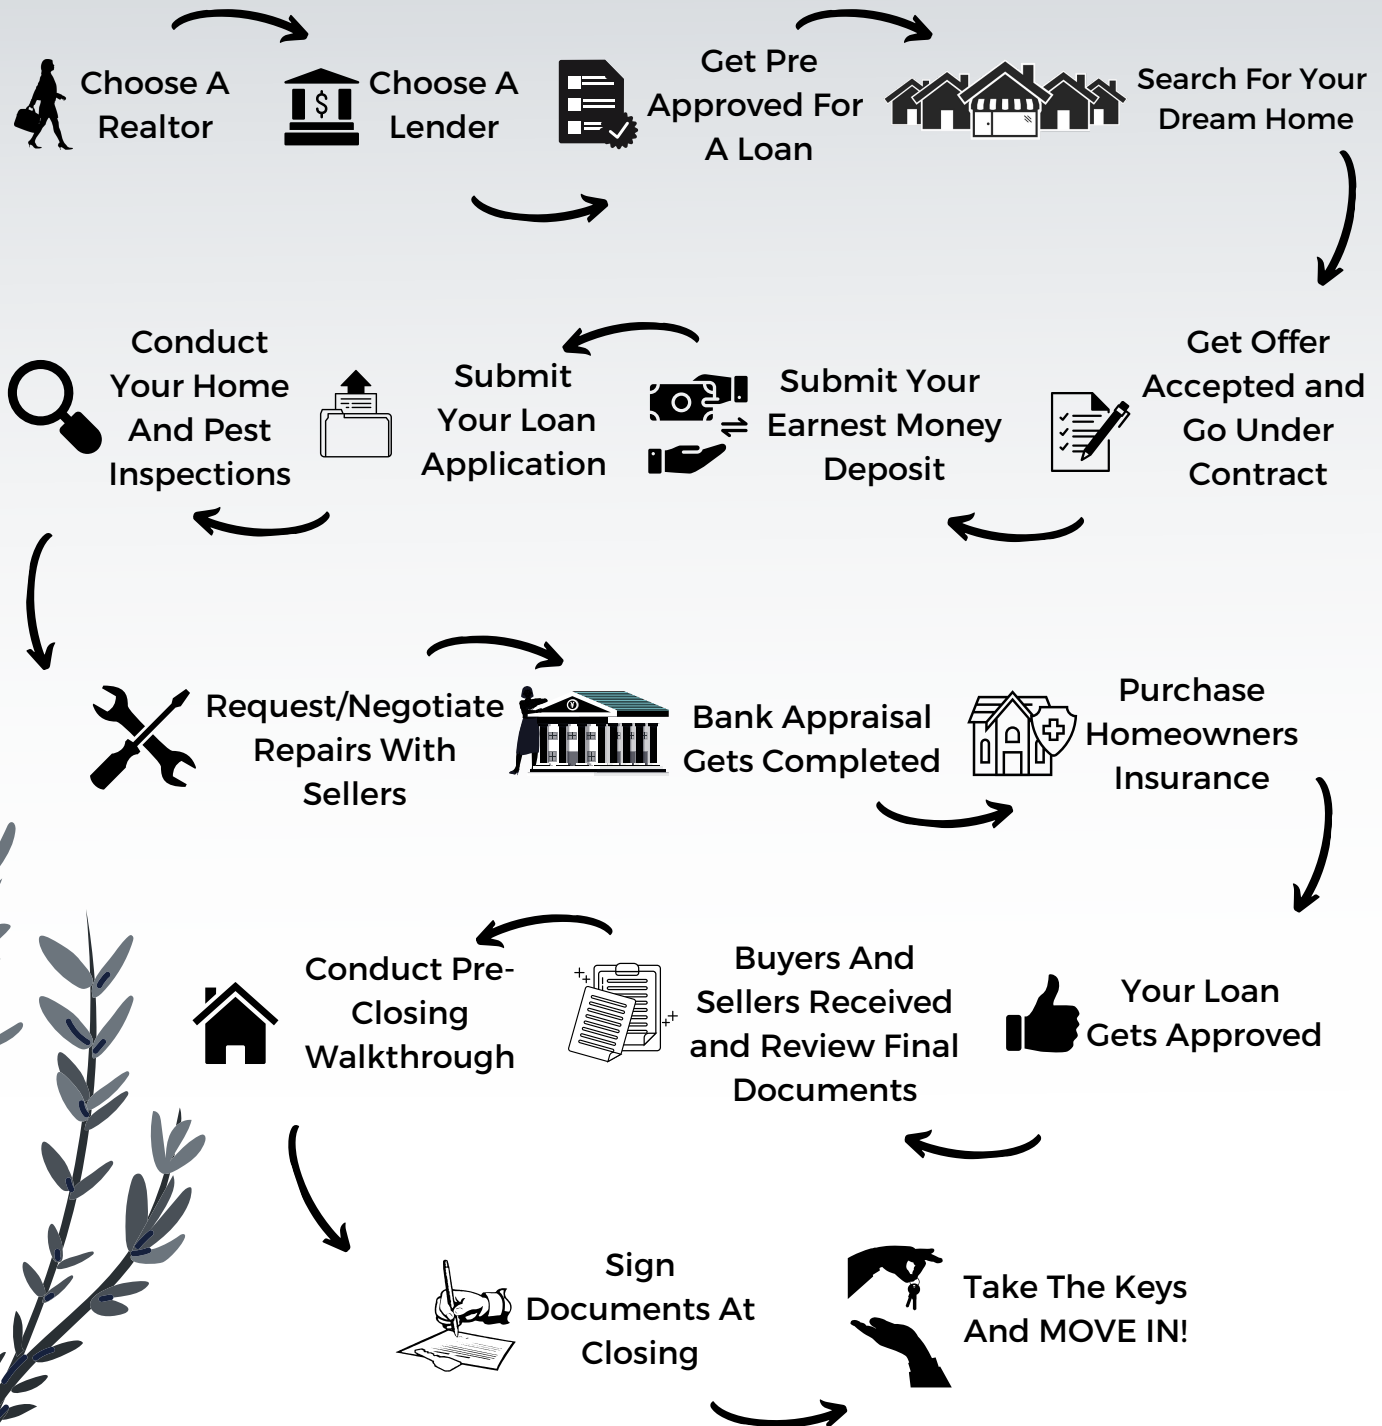 Choose A
Realtor
Choose A
Lender
Get Pre
Approved For
A Loan
Search For Your
Dream Home
Get Offer
Accepted and
Go Under
Contract
Submit Your
Earnest Money
Deposit
Submit
Your Loan
Application
Conduct
Your Home
And Pest
Inspections
Request/Negotiate
Repairs With
Sellers
Bank Appraisal
Gets Completed
Purchase
Homeowners
Insurance
Your Loan
Gets Approved
Buyers And
Sellers Received
and Review Final
Documents
Conduct Pre-
Closing
Walkthrough
Sign
Documents At
Closing
Take The Keys
And MOVE IN!